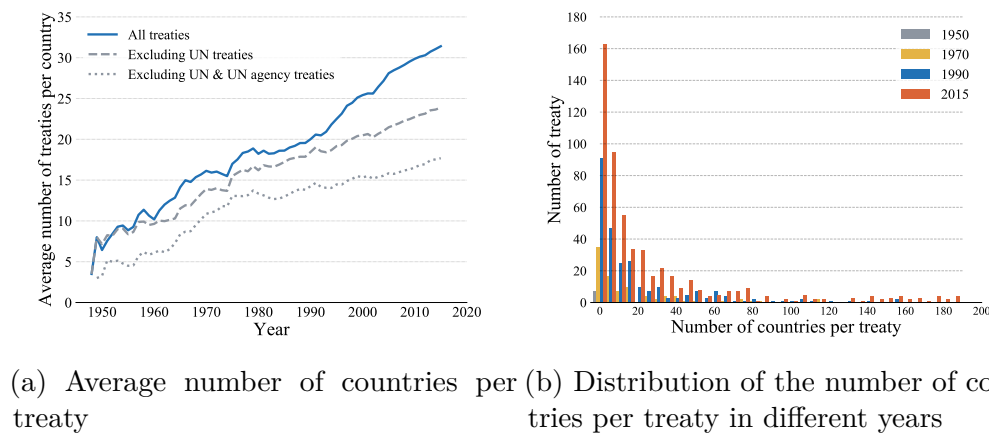 Average number of treaties per country
35
30
25
20
15
10
5
0
All treaties
Excluding UN treaties
Excluding UN & UN agency treaties
1950 1960 1970 1980 1990 2000 2010 2020
Year
(a) Average number of countries per
treaty
Number of treaty
180
160
140
120
100
80
60
40
20
0
1950
1970
1990
2015
0 20 40 60 80 100 120 140 160 180 200
Number of countries per treaty
(b) Distribution of the number of co
tries per treaty in different years